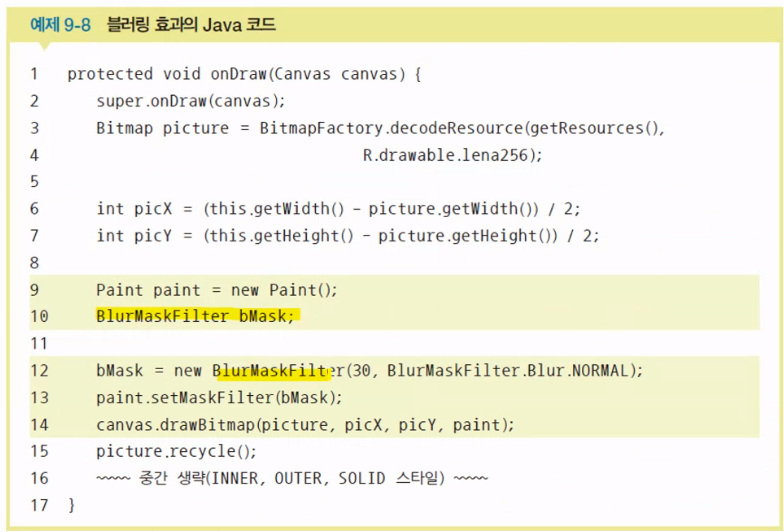 예제 9-8 블러링 효과의 Java 코드
1 protected void onDraw(Canvas canvas) {
2 super.onDraw(canvas);
3 Bitmap picture = BitmapFactory.decodeResource(getResources(),
4 R.drawable.lena256);
5
6 int picX = (this.getWidth() - picture.getWidth()) / 2;
7 int picY = (this.getHeight() - picture.getHeight()) / 2;
8
9 Paint paint = new Paint();
10 BlurMaskFilter bMask;
11
12 bMask = new BlurMaskFilter(30, BlurMaskFilter.Blur.NORMAL);
13 paint.setMaskFilter(bMask);
14 canvas.drawBitmap(picture, picX, picY, paint);
15 picture.recycle();
16 ~~~~ 중간 생략(INNER, OUTER, SOLID 스타일) ~~~~
17 }